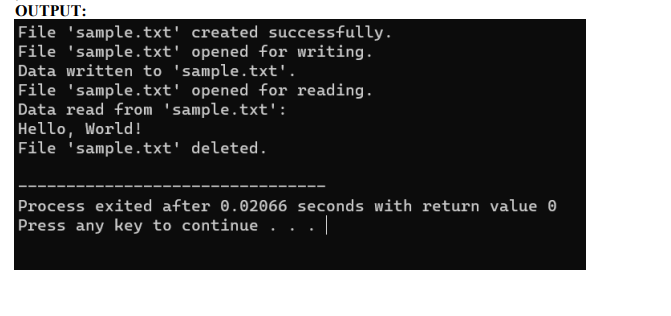 OUTPUT:
File 'sample.txt' created successfully.
File 'sample.txt' opened for writing.
Data written to 'sample.txt'.
File 'sample.txt' opened for reading.
Data read from 'sample.txt':
Hello, World!
File 'sample.txt' deleted.
--------------------------------
Process exited after 0.02066 seconds with return value 0
Press any key to continue . . .